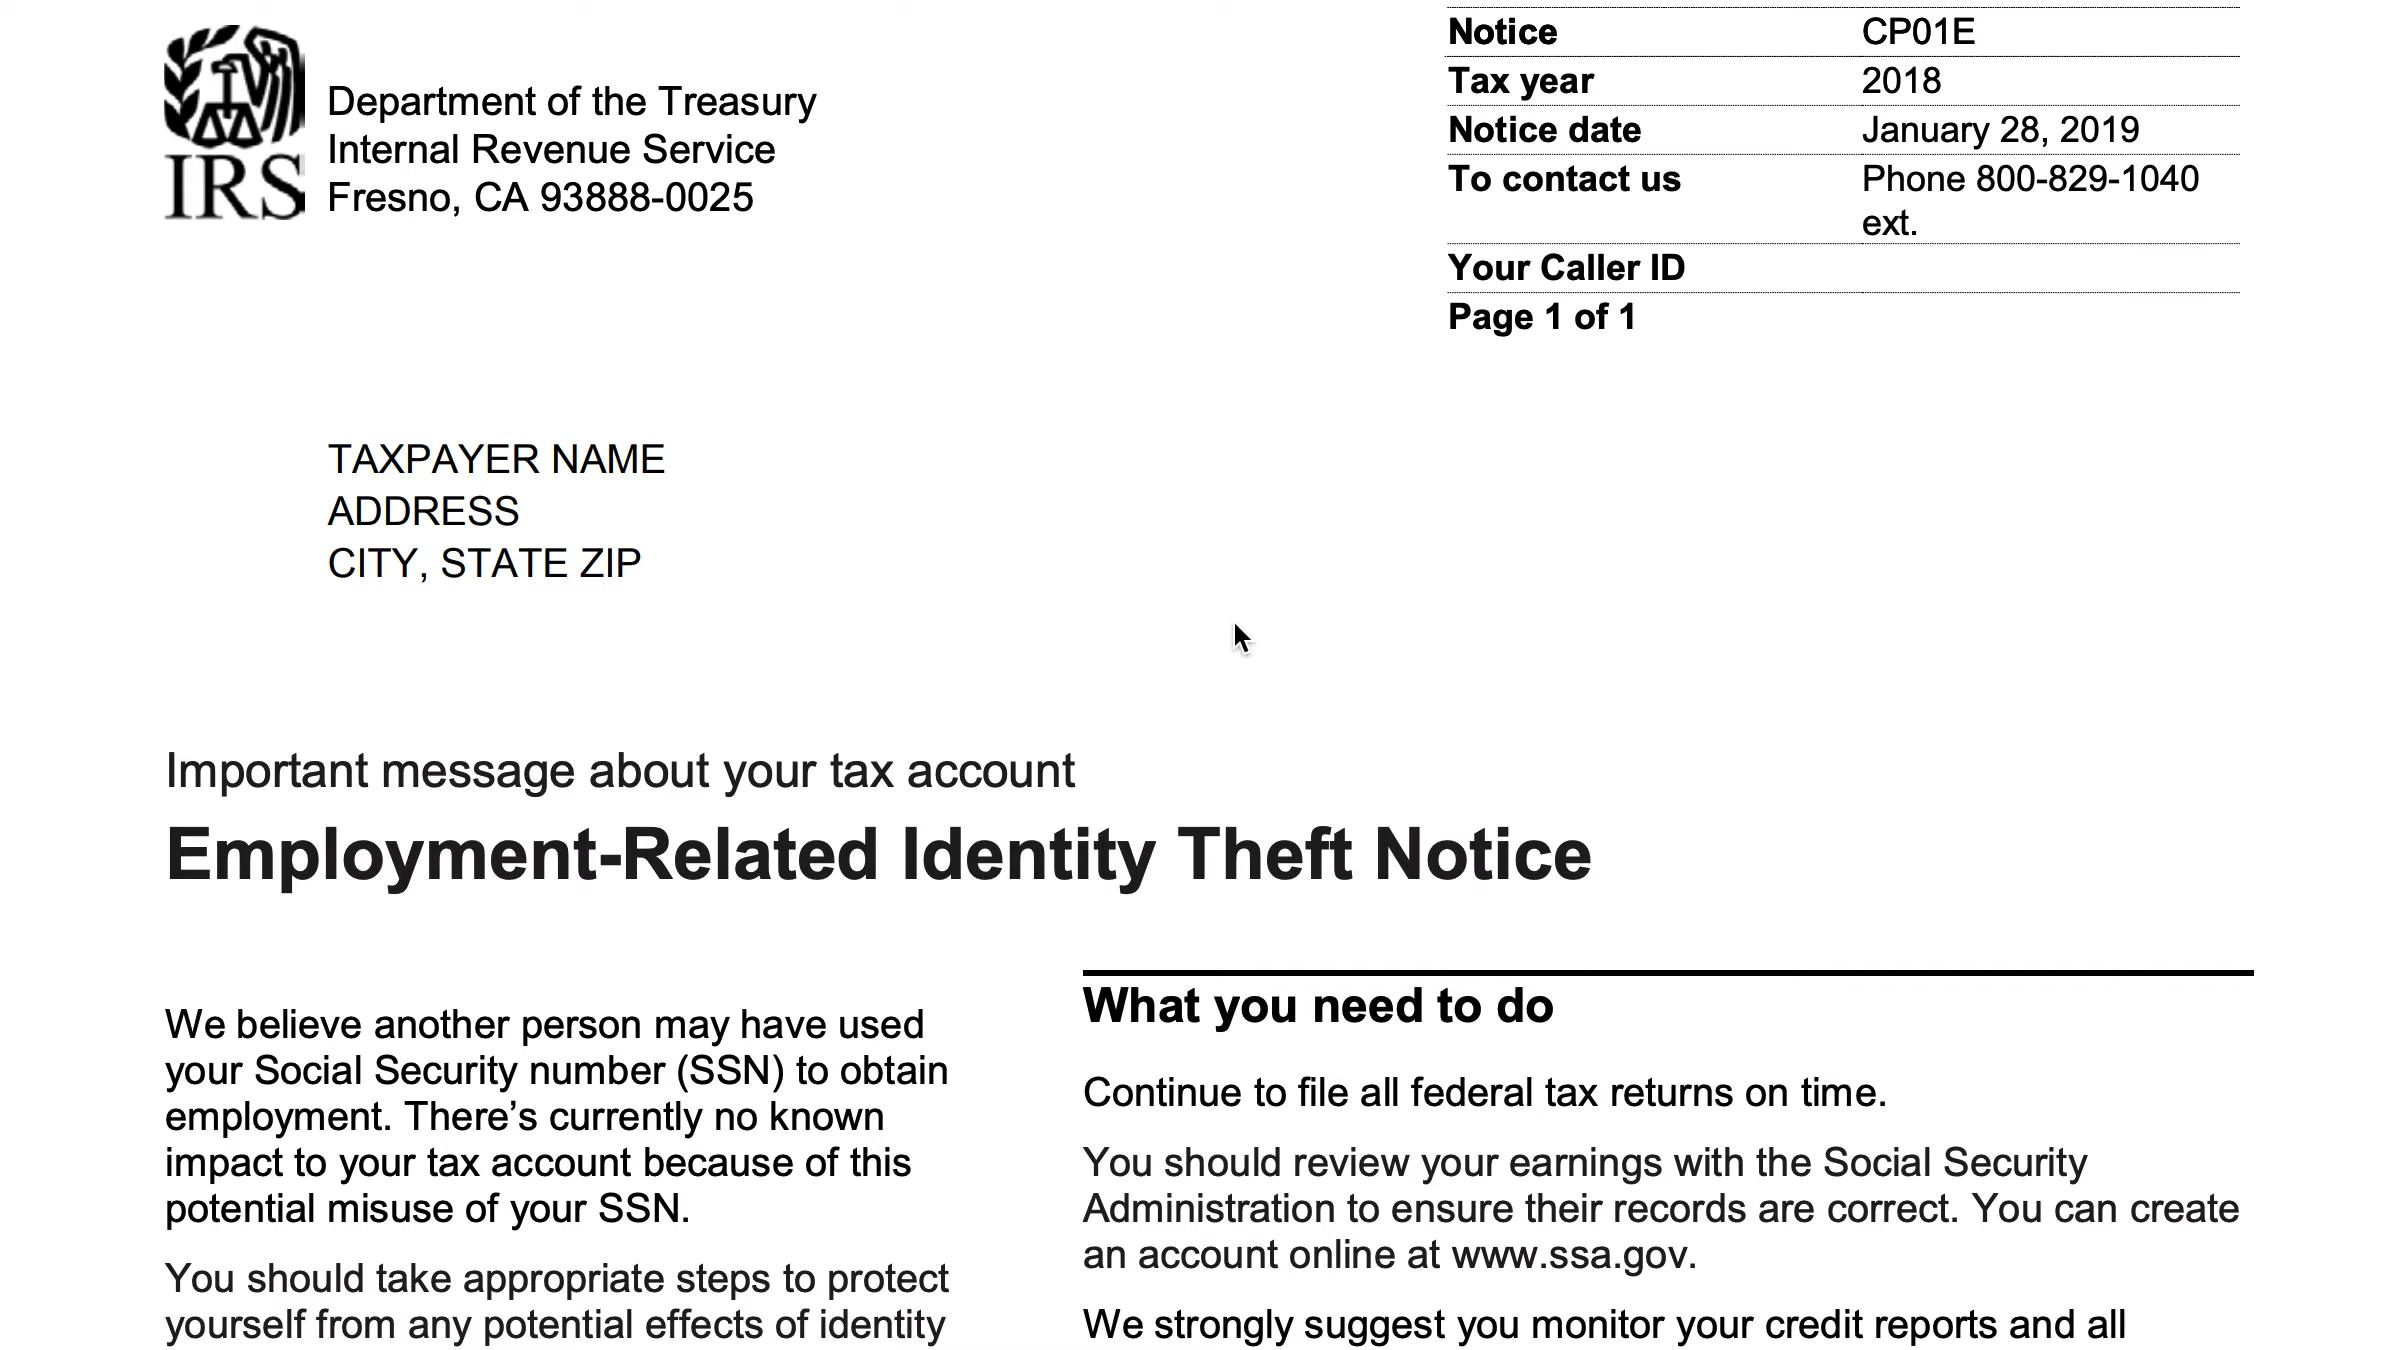 IRS
Department of the Treasury
Internal Revenue Service
Fresno, CA 93888-0025
Notice CP01E
Tax year 2018
Notice date January 28, 2019
To contact us Phone 800-829-1040
ext.
Your Caller ID
Page 1 of 1
TAXPAYER NAME
ADDRESS
CITY, STATE ZIP
Important message about your tax account
Employment-Related Identity Theft Notice
We believe another person may have used
your Social Security number (SSN) to obtain
employment. There’s currently no known
impact to your tax account because of this
potential misuse of your SSN.
You should take appropriate steps to protect
yourself from any potential effects of identity
What you need to do
Continue to file all federal tax returns on time.
You should review your earnings with the Social Security
Administration to ensure their records are correct. You can create
an account online at www.ssa.gov.
We strongly suggest you monitor your credit reports and all